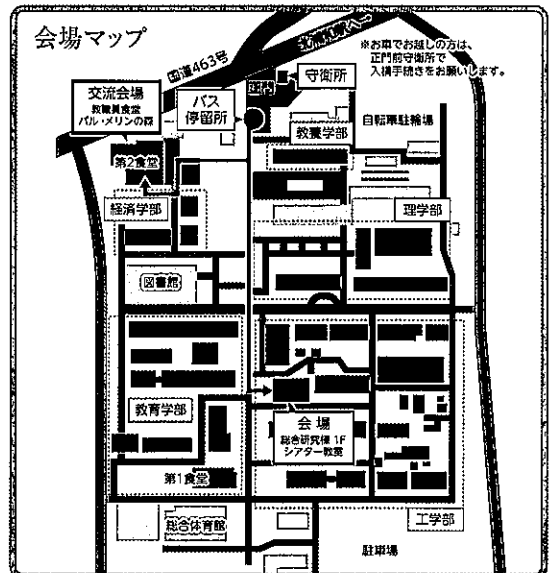 会場マップ
国道463号
北浦和駅へ→
※お車でお越しの方は、
正門前守衛所で
入構手続きをお願いします。
正門
守衛所
交流会場
教職員食堂
パル・メリンの森
バス
停留所
教養学部
自転車駐輪場
第2食堂
経済学部
理学部
図書館
教育学部
会場
総合研究棟 1F
シアター教室
第1食堂
総合体育館
工学部
駐車場